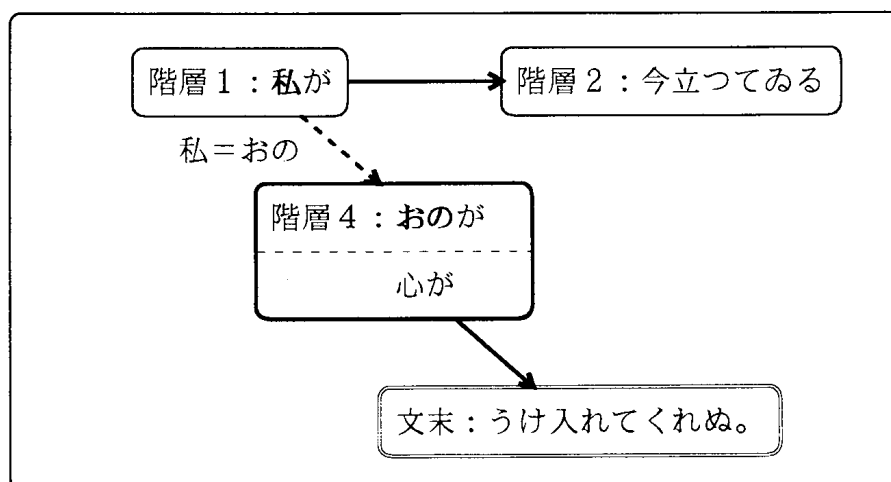 階層1：私が
階層2：今立つてゐる
私＝おの
階層4：おのが
心が
文末：うけ入れてくれぬ。